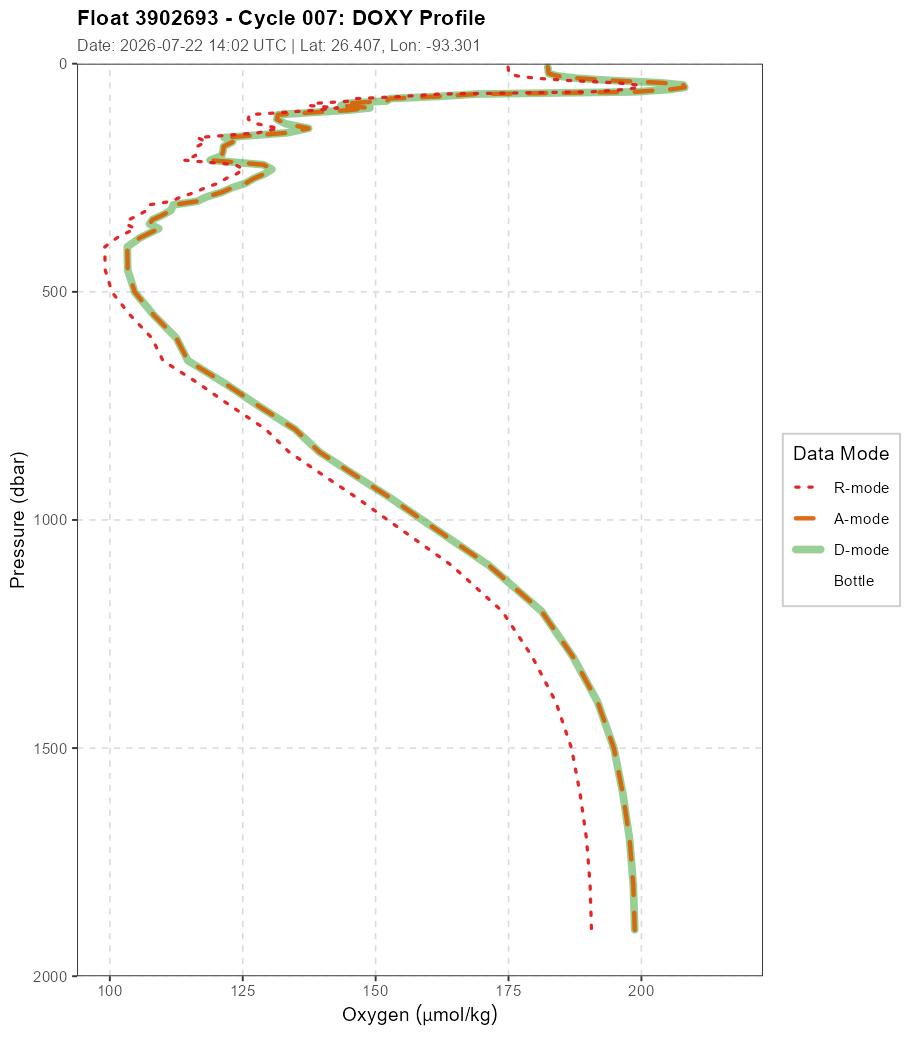 Float 3902693 - Cycle 007: DOXY Profile
Date: 2026-07-22 14:02 UTC | Lat: 26.407, Lon: -93.301
0
500
1000
1500
2000
Pressure (dbar)
100 125 150 175 200
Oxygen (μmol/kg)
Data Mode
R-mode
A-mode
D-mode
Bottle